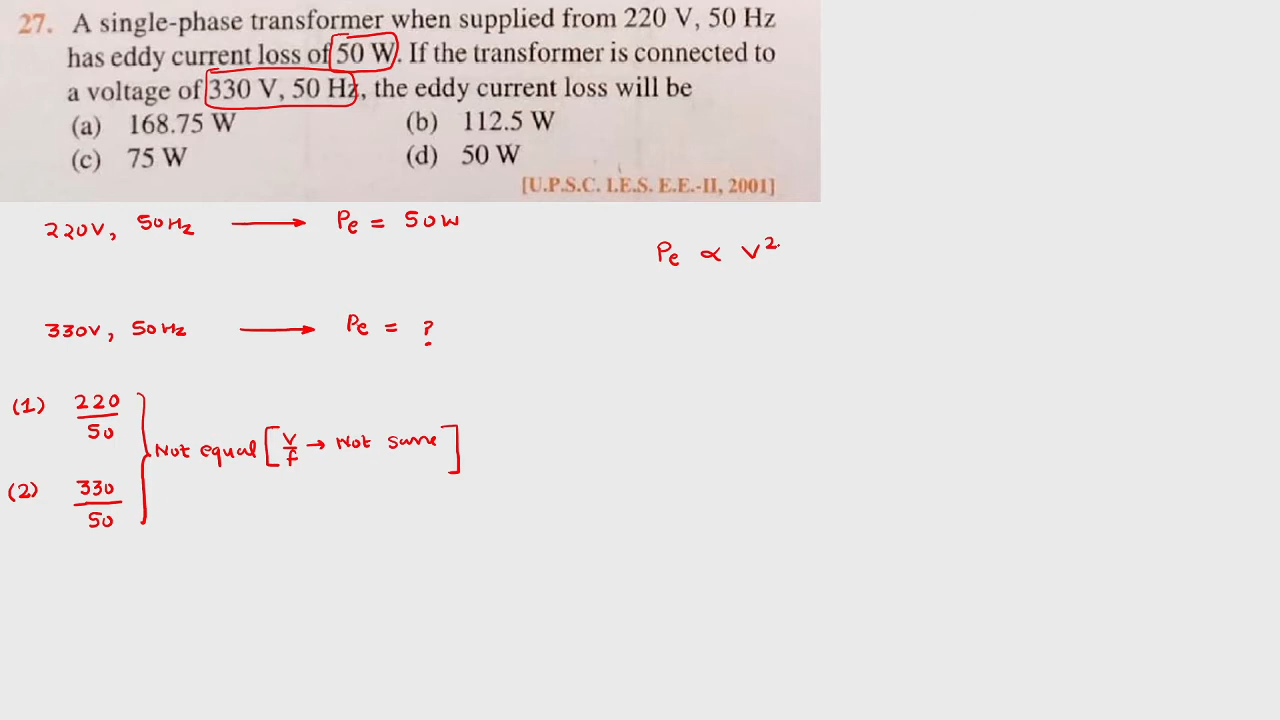 27. A single-phase transformer when supplied from 220 V, 50 Hz
has eddy current loss of 50 W. If the transformer is connected to
a voltage of 330 V, 50 Hz, the eddy current loss will be
(a) 168.75 W (b) 112.5 W
(c) 75 W (d) 50 W
[U.P.S.C. I.E.S. E.E.-II, 2001]
220V, 50Hz → Pe = 50W
Pe ∝ V²
330V, 50Hz → Pe = ?
(1) 220/50
Not equal [V/f → Not same]
(2) 330/50